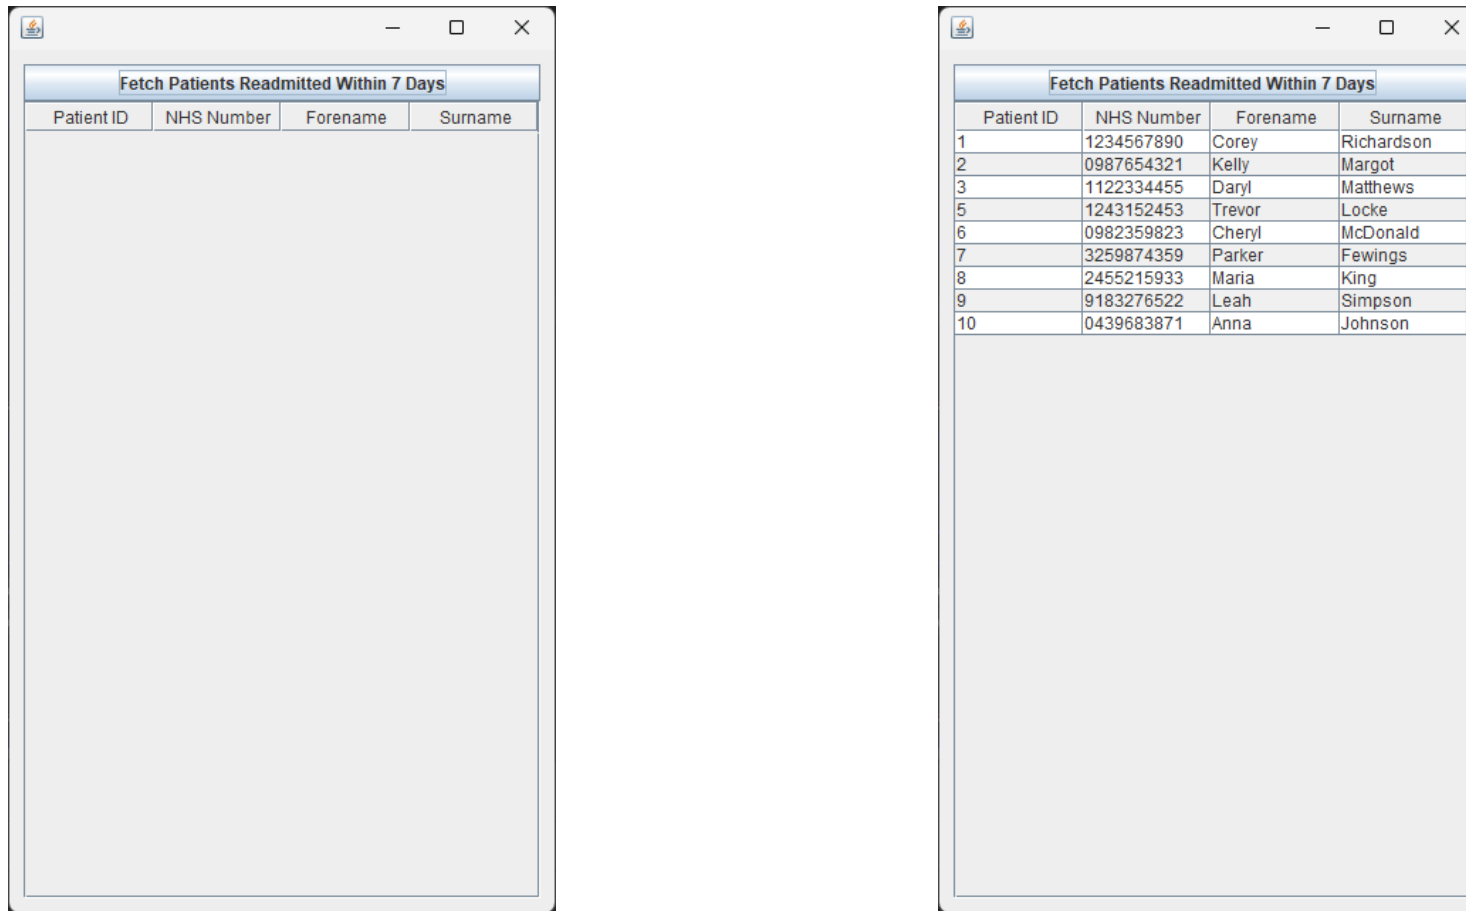 Fetch Patients Readmitted Within 7 Days
Patient ID NHS Number Forename Surname
Fetch Patients Readmitted Within 7 Days
Patient ID NHS Number Forename Surname
1 1234567890 Corey Richardson
2 0987654321 Kelly Margot
3 1122334455 Daryl Matthews
5 1243152453 Trevor Locke
6 0982359823 Cheryl McDonald
7 3259874359 Parker Fewings
8 2455215933 Maria King
9 9183276522 Leah Simpson
10 0439683871 Anna Johnson